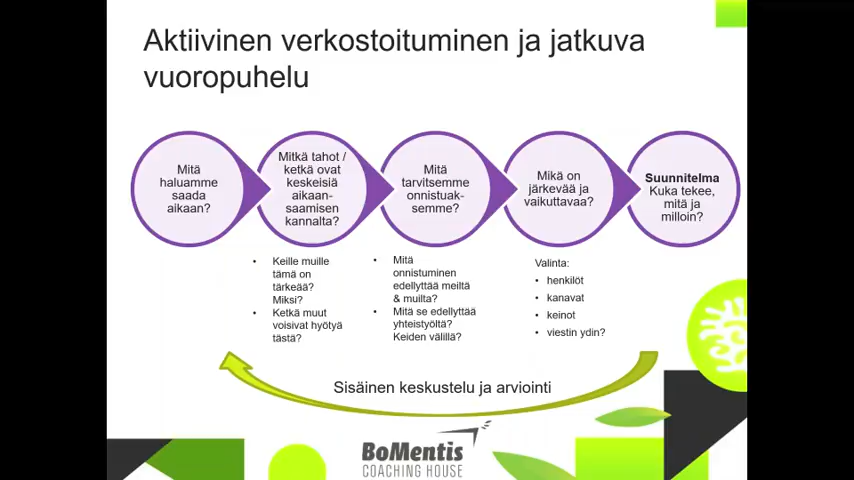 Aktiivinen verkostoituminen ja jatkuva
vuoropuhelu
Mitä
haluamme
saada
aikaan?
Mitkä tahot /
ketkä ovat
keskeisiä
aikaan-
saamisen
kannalta?
Mitä
tarvitsemme
onnistuak-
semme?
Mikä on
järkevää ja
vaikuttavaa?
Suunnitelma
Kuka tekee,
mitä ja
milloin?
• Keille muille
tämä on
tärkeää?
Miksi?
• Ketkä muut
voisivat hyötyä
tästä?
• Mitä
onnistuminen
edellyttää meiltä
& muilta?
• Mitä se edellyttää
yhteistyöltä?
Keiden välillä?
Valinta:
• henkilöt
• kanavat
• keinot
• viestin ydin?
Sisäinen keskustelu ja arviointi
BoMentis
COACHING HOUSE